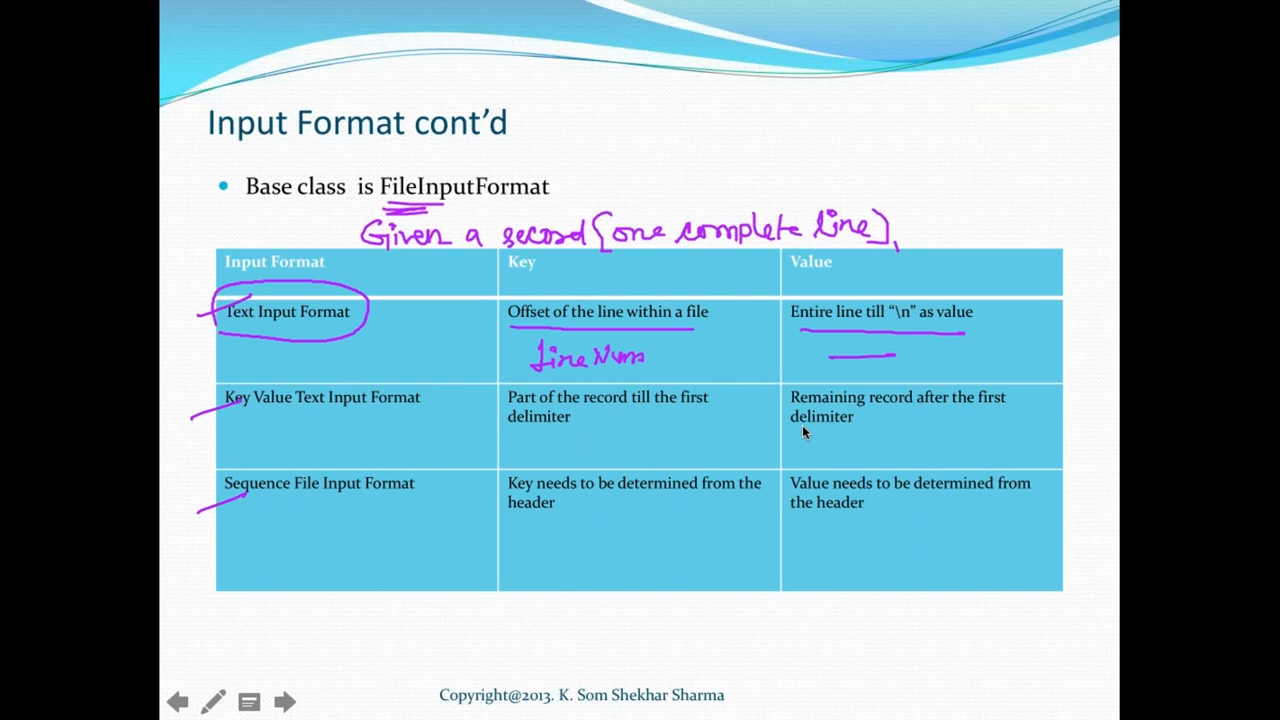 Input Format cont’d
• Base class is FileInputFormat
Given a record [one complete line],
Input Format Key Value
Text Input Format Offset of the line within a file Entire line till “\n” as value
Line Num
Key Value Text Input Format Part of the record till the first delimiter Remaining record after the first delimiter
Sequence File Input Format Key needs to be determined from the header Value needs to be determined from the header
Copyright@2013. K. Som Shekhar Sharma